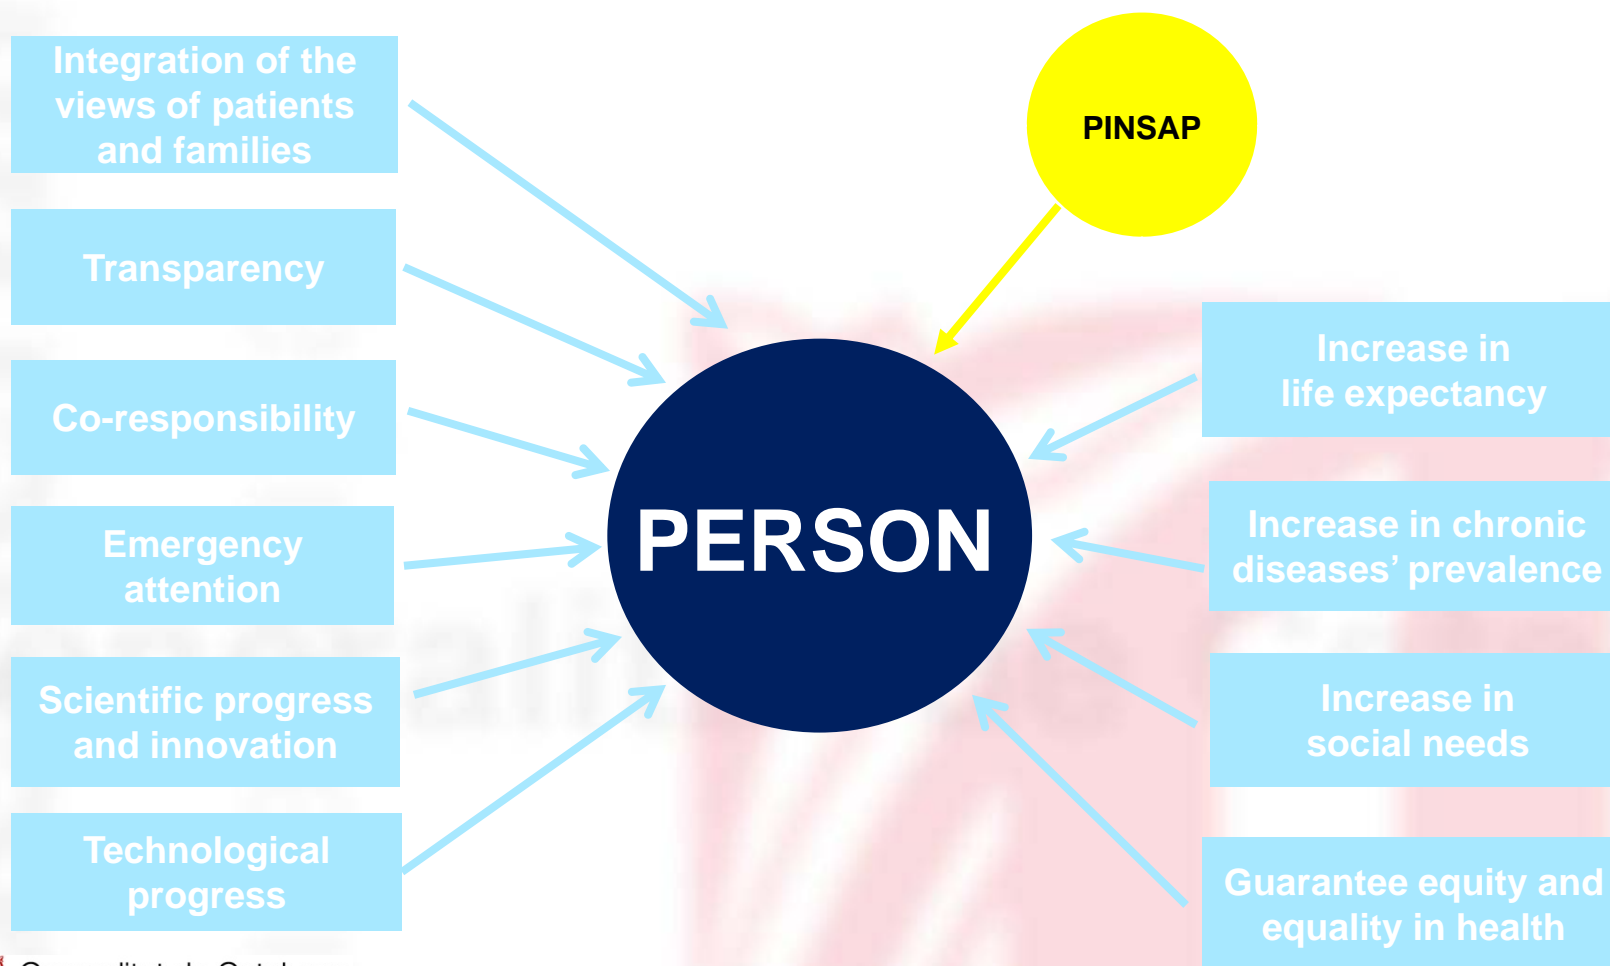 Integration of the
views of patients
and families
PINSAP
Transparency
Co-responsibility
Emergency
attention
Scientific progress
and innovation
Technological
progress
PERSON
Increase in
life expectancy
Increase in chronic
diseases’ prevalence
Increase in
social needs
Guarantee equity and
equality in health